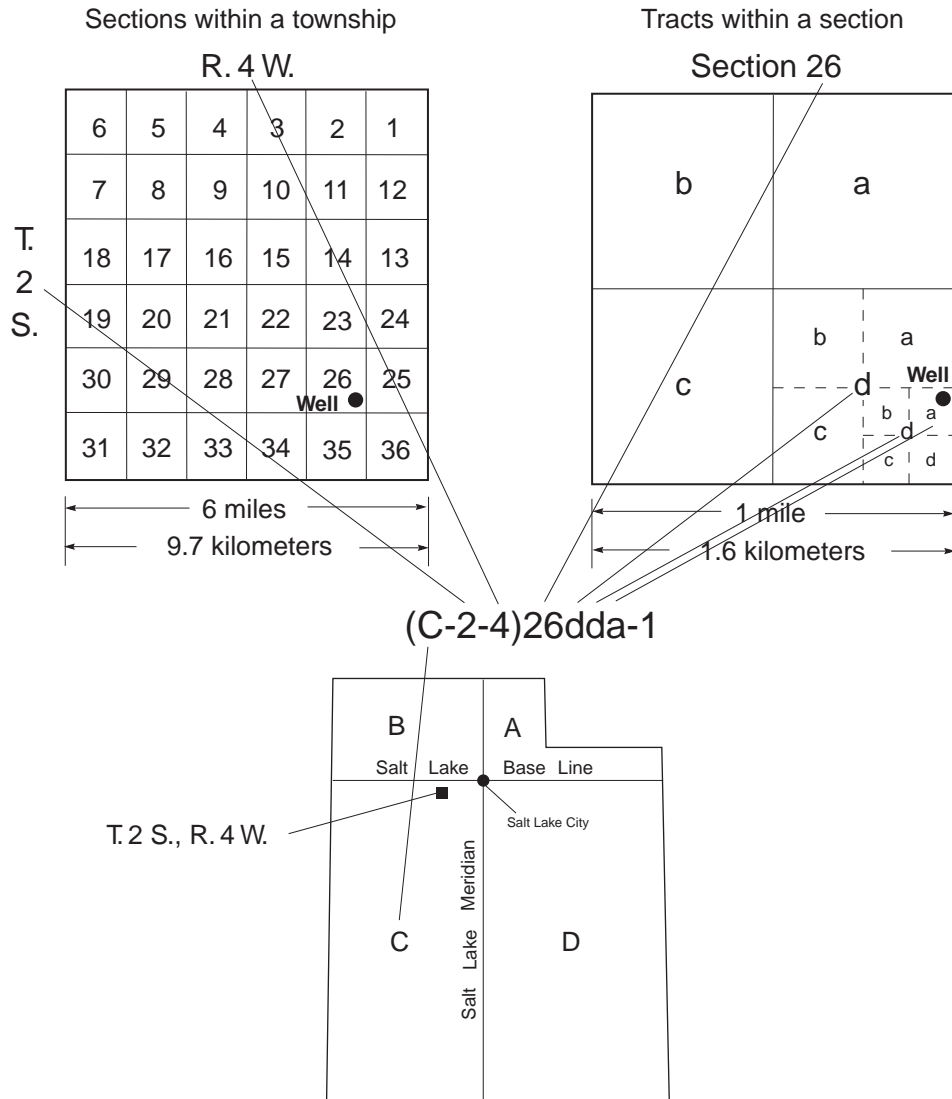 Sections within a township
R. 4 W.
6 5 4 3 2 1
7 8 9 10 11 12
18 17 16 15 14 13
19 20 21 22 23 24
30 29 28 27 26 25
Well
31 32 33 34 35 36
T.
2
S.
6 miles
9.7 kilometers
Tracts within a section
Section 26
b a
c
b a
d
Well
c
b a
d
c d
1 mile
1.6 kilometers
(C-2-4)26dda-1
B A
Salt Lake Base Line
Salt Lake City
T. 2 S., R. 4 W.
Salt Lake Meridian
C D